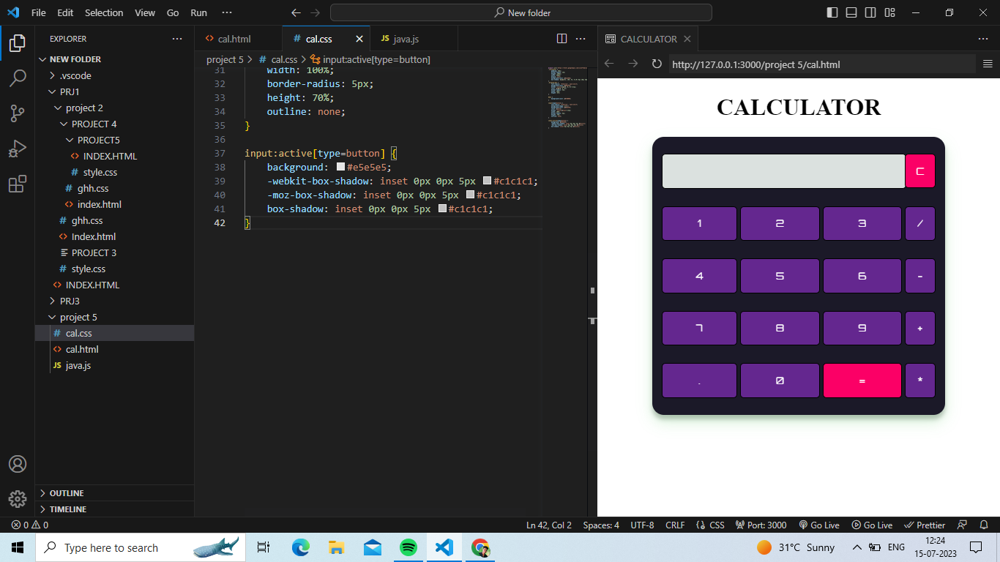 File Edit Selection View Go Run ···
New folder
EXPLORER ···
NEW FOLDER
.vscode
PRJ1
project 2
PROJECT 4
PROJECT5
INDEX.HTML
style.css
ghh.css
index.html
ghh.css
Index.html
PROJECT 3
style.css
INDEX.HTML
PRJ3
project 5
cal.css
cal.html
JS java.js
OUTLINE
TIMELINE
cal.html # cal.css JS java.js ···
project 5 > # cal.css > input:active[type=button]
31 width: 100%;
32 border-radius: 5px;
33 height: 70%;
34 outline: none;
35 }
36
37 input:active[type=button] {
38 background: #e5e5e5;
39 -webkit-box-shadow: inset 0px 0px 5px #c1c1c1;
40 -moz-box-shadow: inset 0px 0px 5px #c1c1c1;
41 box-shadow: inset 0px 0px 5px #c1c1c1;
42 }
CALCULATOR ···
http://127.0.0.1:3000/project 5/cal.html
CALCULATOR
C
1 2 3 /
4 5 6 -
7 8 9 +
. 0 = *
0 0 Ln 42, Col 2 Spaces: 4 UTF-8 CRLF {} CSS Port: 3000 Go Live Go Live Prettier
Type here to search
31°C Sunny
ENG
12:24
15-07-2023